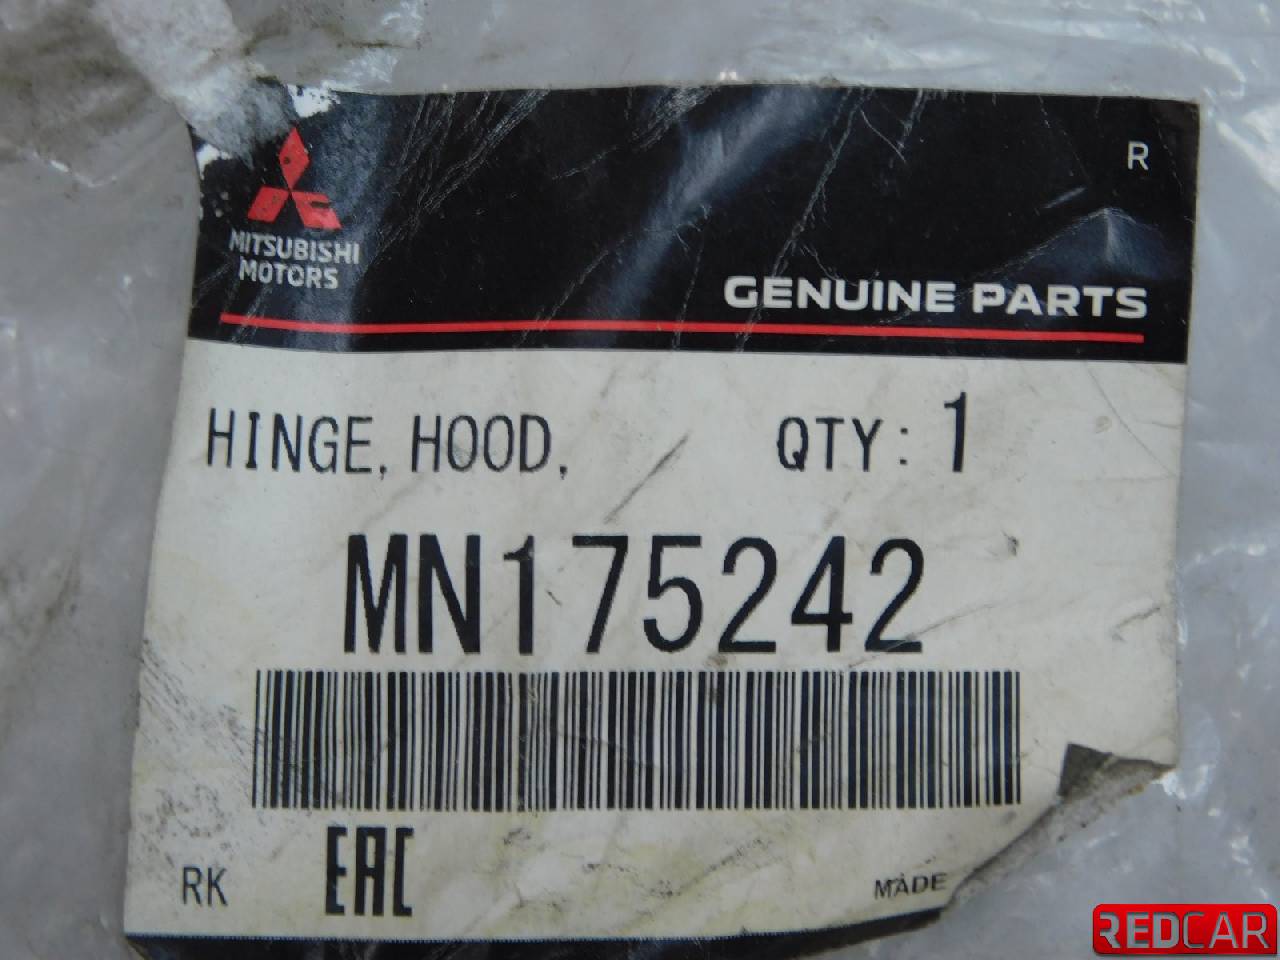 R
MITSUBISHI
MOTORS
GENUINE PARTS
HINGE, HOOD, QTY: 1
MN175242
RK EAC MADE
REDCAR